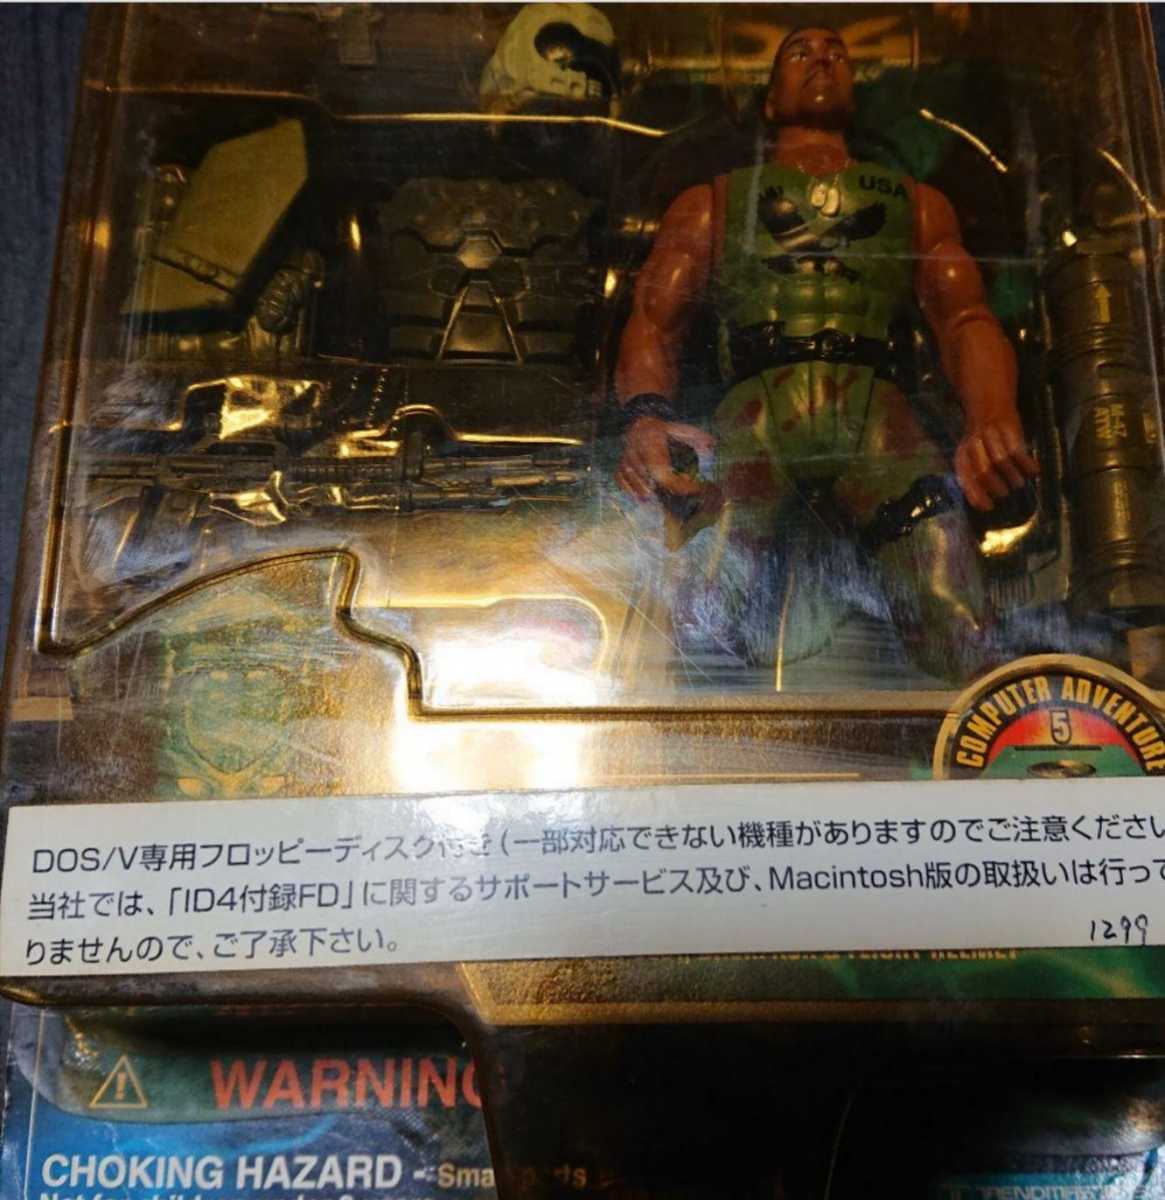 USA
COMPUTER ADVENTURE
5
DOS/V専用フロッピーディスク付き(一部対応できない機種がありますのでご注意ください
当社では、「ID4付録FD」に関するサポートサービス及び、Macintosh版の取扱いは行って
りませんので、ご了承下さい。
1299
FLIGHT HELMET
WARNING
CHOKING HAZARD - Small parts